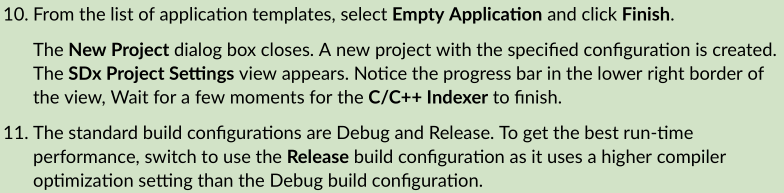 10. From the list of application templates, select Empty Application and click Finish.
The New Project dialog box closes. A new project with the specified configuration is created.
The SDx Project Settings view appears. Notice the progress bar in the lower right border of
the view, Wait for a few moments for the C/C++ Indexer to finish.
11. The standard build configurations are Debug and Release. To get the best run-time
performance, switch to use the Release build configuration as it uses a higher compiler
optimization setting than the Debug build configuration.